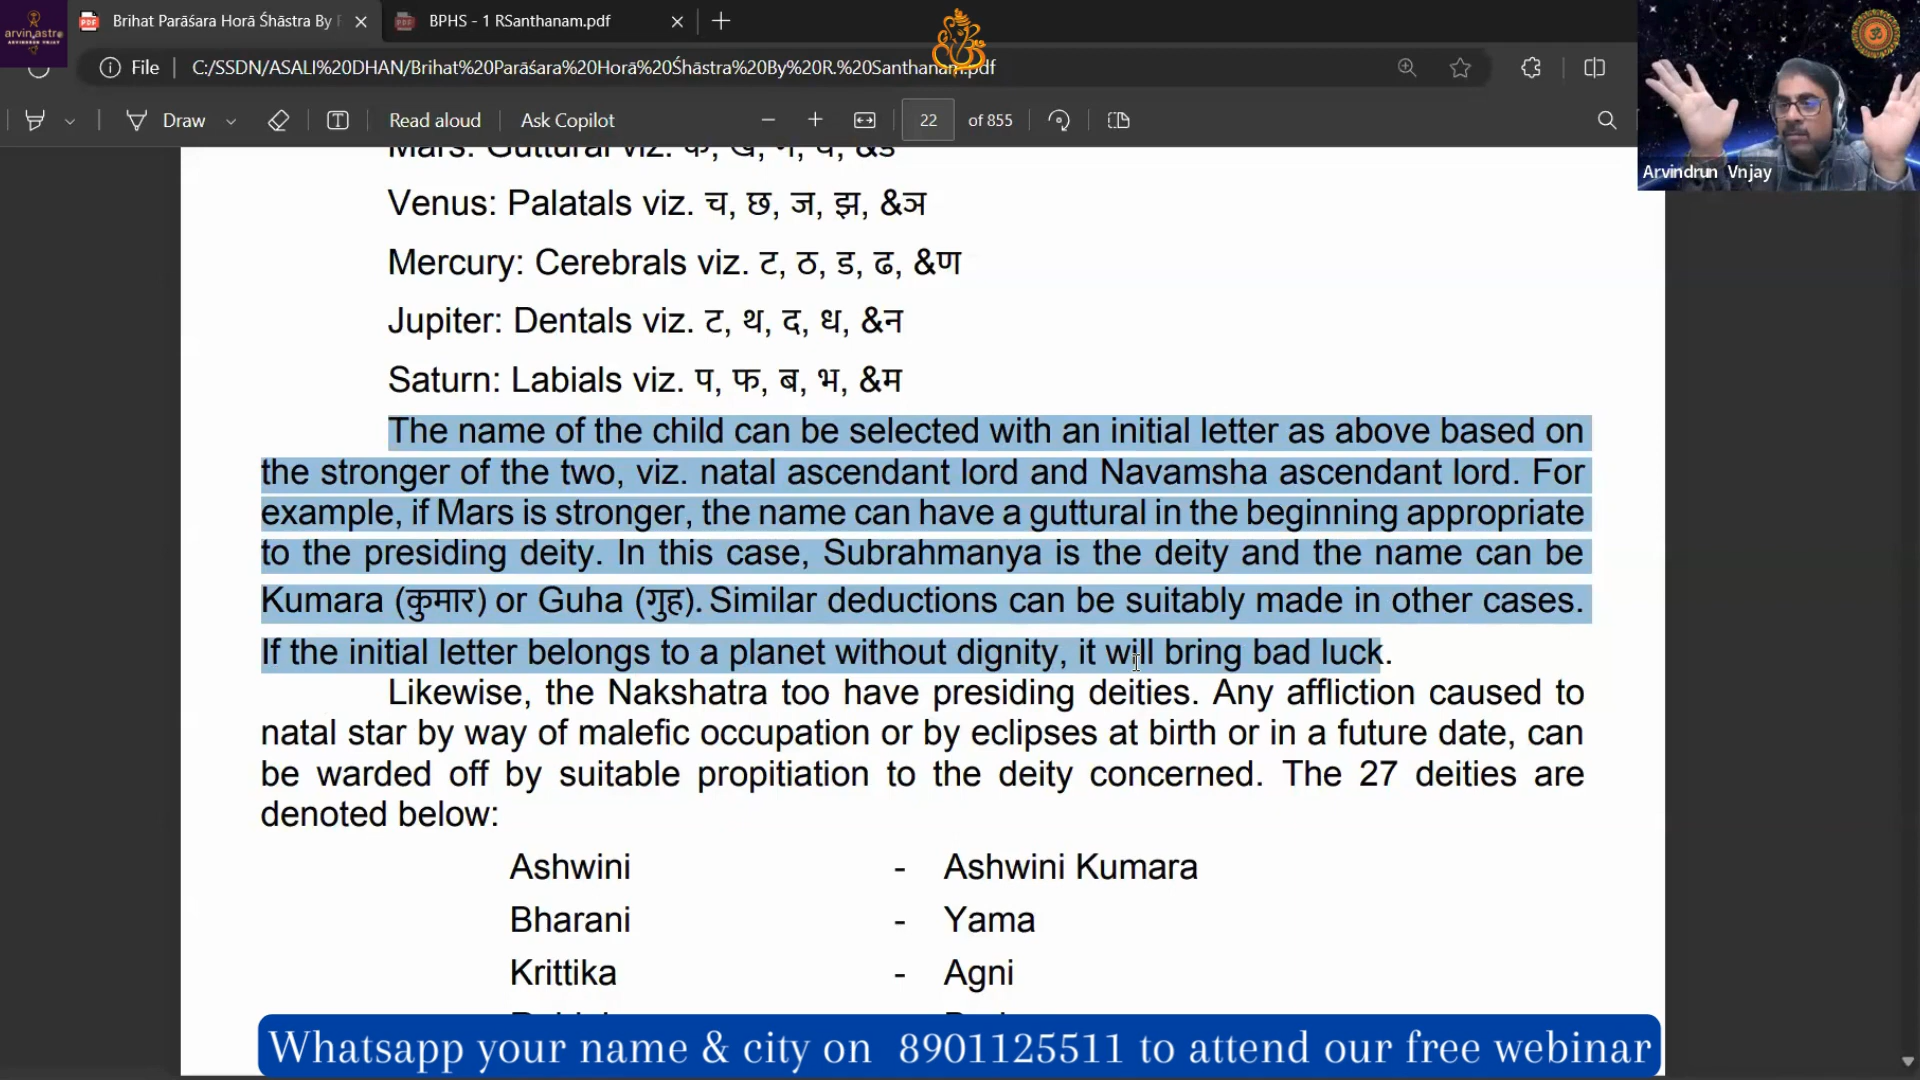 arvin astro
ARVINDRUN VNJAY
Brihat Parāśara Horā Śhāstra By R
BPHS - 1 RSanthanam.pdf
File
C:/SSDN/ASALI%20DHAN/Brihat%20Parāśara%20Horā%20Śhāstra%20By%20R.%20Santhanam.pdf
Draw
Read aloud
Ask Copilot
22 of 855
Arvindrun Vnjay
Mars: Guttural viz. क, ख, ग, घ, &ङ
Venus: Palatals viz. च, छ, ज, झ, &ञ
Mercury: Cerebrals viz. ट, ठ, ड, ढ, &ण
Jupiter: Dentals viz. ट, थ, द, ध, &न
Saturn: Labials viz. प, फ, ब, भ, &म
The name of the child can be selected with an initial letter as above based on
the stronger of the two, viz. natal ascendant lord and Navamsha ascendant lord. For
example, if Mars is stronger, the name can have a guttural in the beginning appropriate
to the presiding deity. In this case, Subrahmanya is the deity and the name can be
Kumara (कुमार) or Guha (गुह). Similar deductions can be suitably made in other cases.
If the initial letter belongs to a planet without dignity, it will bring bad luck.
Likewise, the Nakshatra too have presiding deities. Any affliction caused to
natal star by way of malefic occupation or by eclipses at birth or in a future date, can
be warded off by suitable propitiation to the deity concerned. The 27 deities are
denoted below:
Ashwini - Ashwini Kumara
Bharani - Yama
Krittika - Agni
Whatsapp your name & city on 8901125511 to attend our free webinar